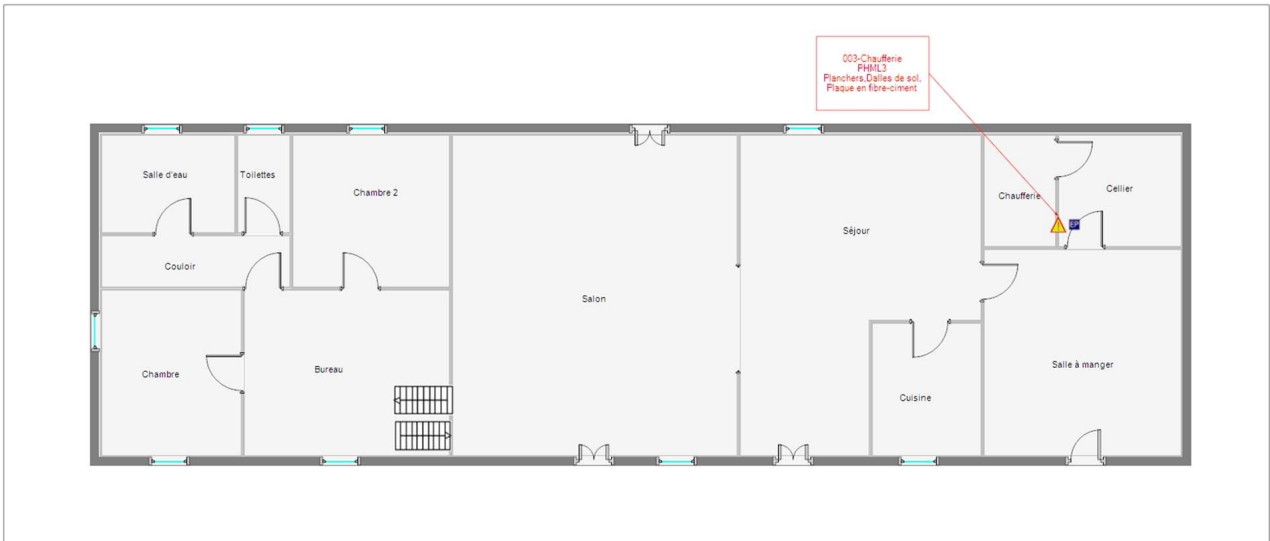 003-Chaufferie
PHML3
Planchers,Dalles de sol,
Plaque en fibre-ciment
Salle d'eau
Toilettes
Chambre 2
Chaufferie
Cellier
EP
Séjour
Couloir
Salon
Salle à manger
Chambre
Bureau
Cuisine